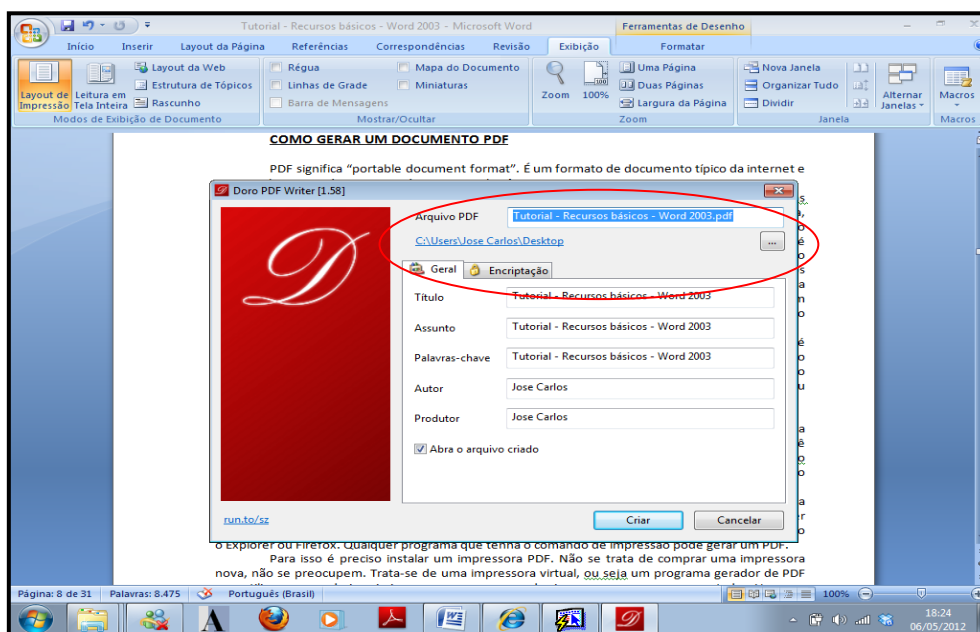 Tutorial - Recursos básicos - Word 2003 - Microsoft Word
Ferramentas de Desenho
Início Inserir Layout da Página Referências Correspondências Revisão Exibição Formatar
Layout de Impressão
Leitura em Tela Inteira
Layout da Web
Estrutura de Tópicos
Rascunho
Modos de Exibição de Documento
Régua
Linhas de Grade
Barra de Mensagens
Mapa do Documento
Miniaturas
Mostrar/Ocultar
Zoom
100%
Uma Página
Duas Páginas
Largura da Página
Zoom
Nova Janela
Organizar Tudo
Dividir
Alternar Janelas
Janela
Macros
Macros
COMO GERAR UM DOCUMENTO PDF
PDF significa “portable document format”. É um formato de documento típico da internet e
Doro PDF Writer [1.58]
Arquivo PDF
Tutorial - Recursos básicos - Word 2003.pdf
C:\Users\Jose Carlos\Desktop
...
Geral
Encriptação
Título
Tutorial - Recursos básicos - Word 2003
Assunto
Tutorial - Recursos básicos - Word 2003
Palavras-chave
Tutorial - Recursos básicos - Word 2003
Autor
Jose Carlos
Produtor
Jose Carlos
Abra o arquivo criado
run.to/sz
Criar
Cancelar
o Explorer ou Firefox. Qualquer programa que tenha o comando de impressão pode gerar um PDF.
Para isso é preciso instalar um impressora PDF. Não se trata de comprar uma impressora
nova, não se preocupem. Trata-se de uma impressora virtual, ou seja um programa gerador de PDF
Página: 8 de 31 Palavras: 8.475 Português (Brasil) 100%
18:24
06/05/2012